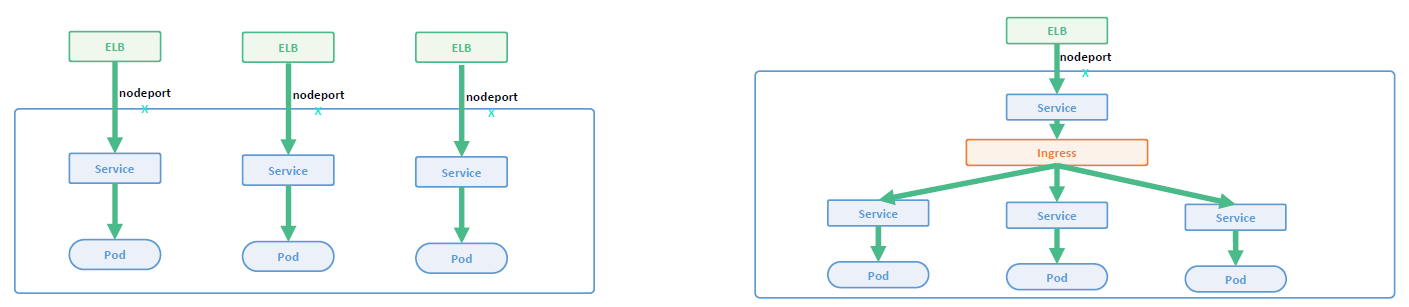 ELB
ELB
ELB
nodeport
X
nodeport
X
nodeport
X
Service
Service
Service
Pod
Pod
Pod
ELB
nodeport
X
Service
Ingress
Service
Service
Service
Pod
Pod
Pod